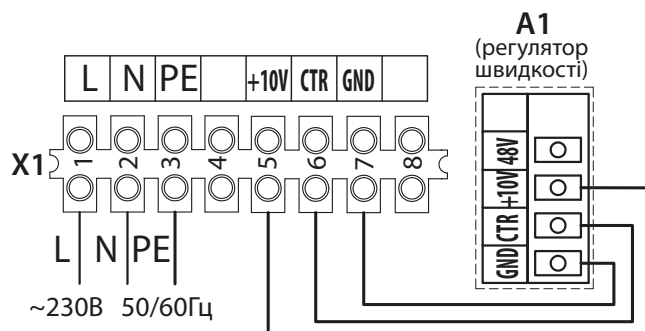 A1
(регулятор
швидкості)
L N PE +10V CTR GND
X1
1 2 3 4 5 6 7 8
48V
+10V
CTR
GND
L N PE
~230В 50/60Гц